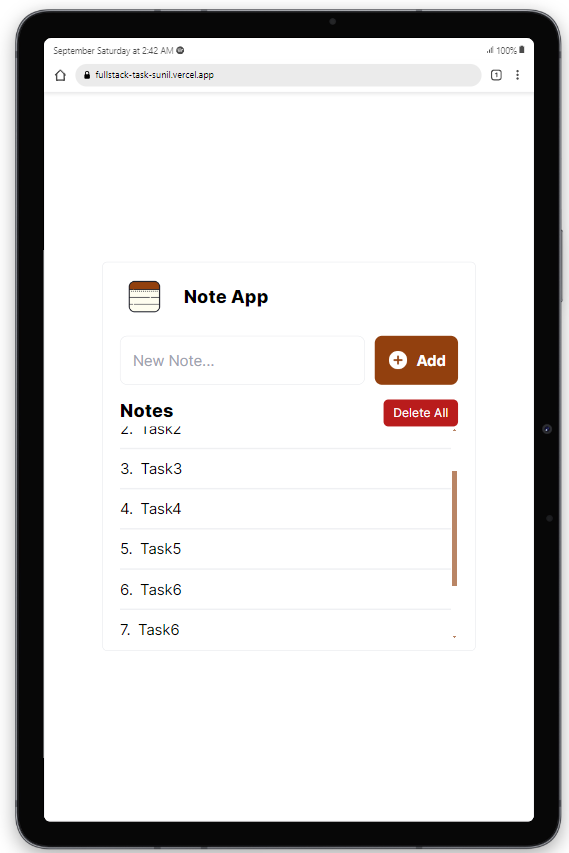 September Saturday at 2:42 AM
100%
fullstack-task-sunil.vercel.app
1
Note App
New Note...
Add
Notes
Delete All
2. Task2
3. Task3
4. Task4
5. Task5
6. Task6
7. Task6